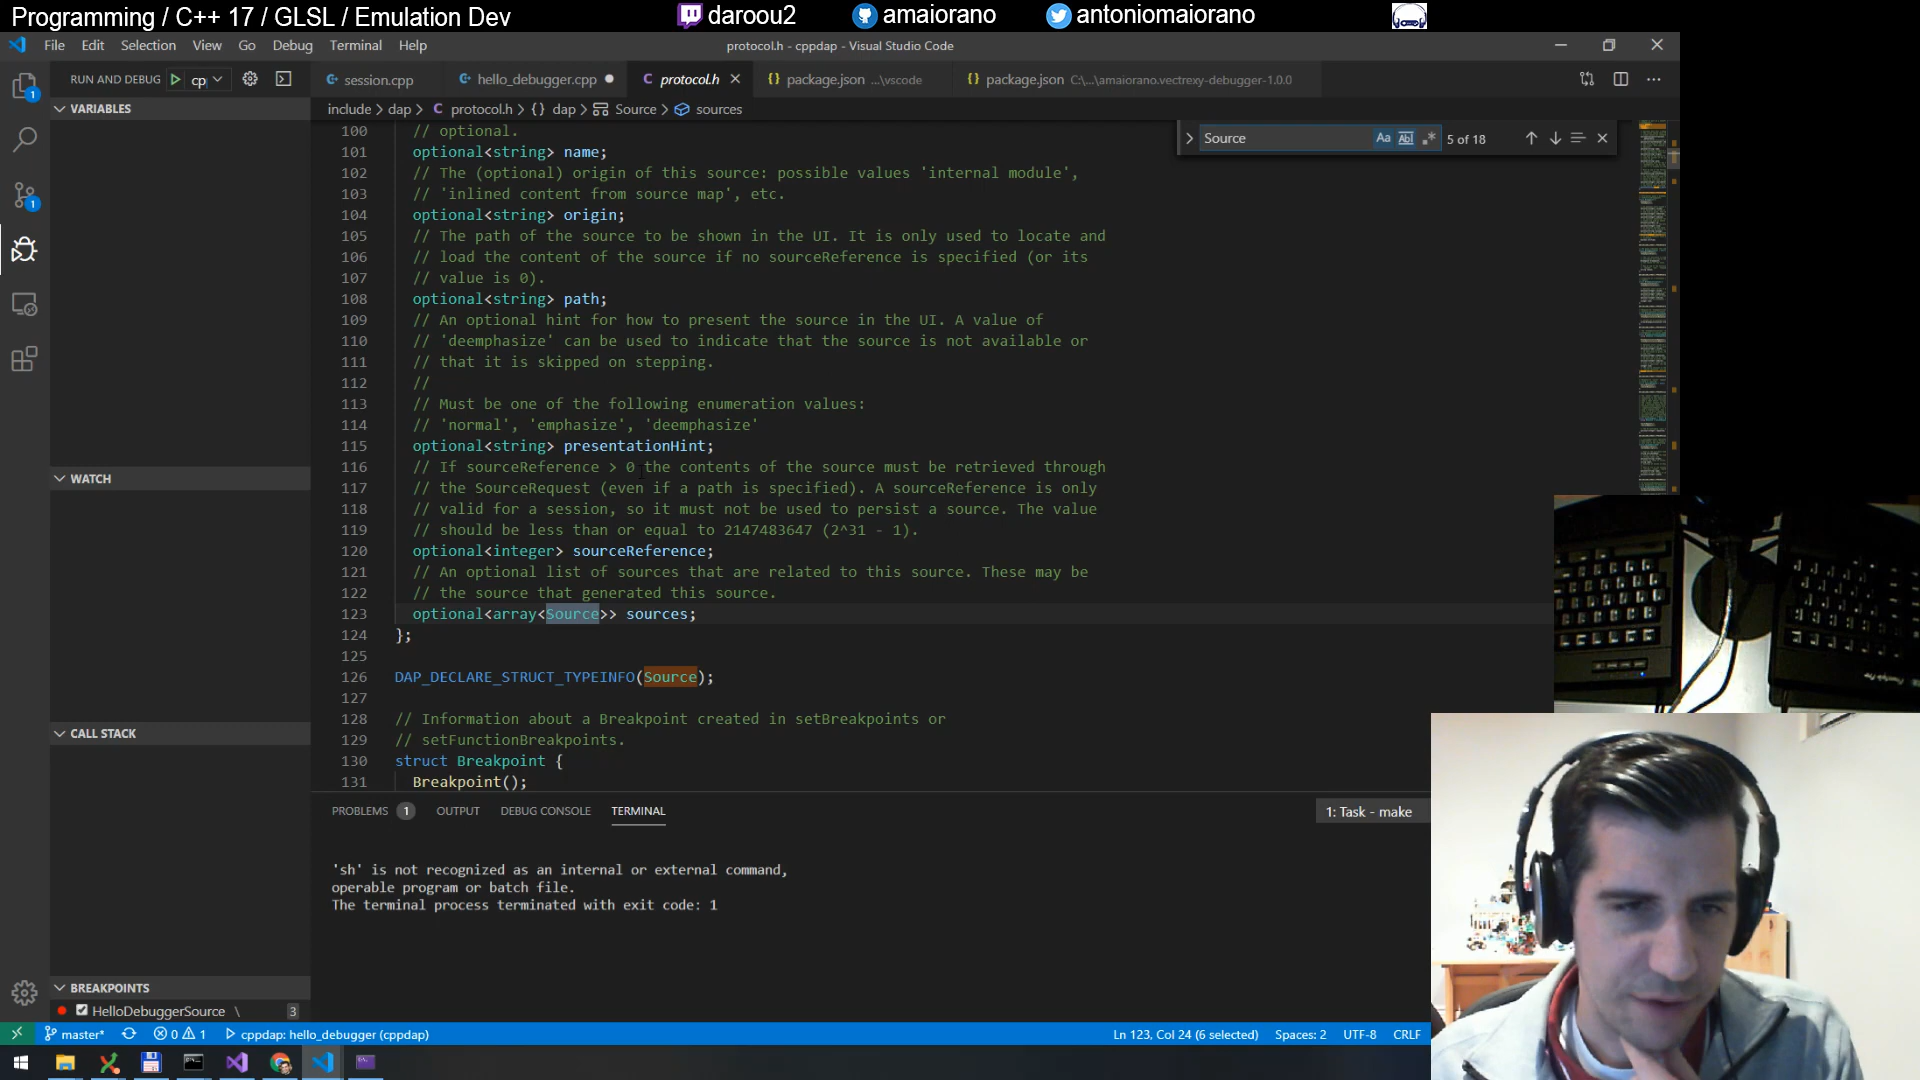 Programming / C++ 17 / GLSL / Emulation Dev
daroou2
amaiorano
antoniomaiorano
File Edit Selection View Go Debug Terminal Help
protocol.h - cppdap - Visual Studio Code
RUN AND DEBUG
cp
session.cpp
hello_debugger.cpp
protocol.h
package.json ...\vscode
package.json C:\...\amaiorano.vectrexy-debugger-1.0.0
include > dap > C protocol.h > {} dap > Source > sources
Source
Aa Abl 5 of 18
VARIABLES
WATCH
CALL STACK
BREAKPOINTS
HelloDebuggerSource \ 3
100 // optional.
101 optional<string> name;
102 // The (optional) origin of this source: possible values 'internal module',
103 // 'inlined content from source map', etc.
104 optional<string> origin;
105 // The path of the source to be shown in the UI. It is only used to locate and
106 // load the content of the source if no sourceReference is specified (or its
107 // value is 0).
108 optional<string> path;
109 // An optional hint for how to present the source in the UI. A value of
110 // 'deemphasize' can be used to indicate that the source is not available or
111 // that it is skipped on stepping.
112 //
113 // Must be one of the following enumeration values:
114 // 'normal', 'emphasize', 'deemphasize'
115 optional<string> presentationHint;
116 // If sourceReference > 0 the contents of the source must be retrieved through
117 // the SourceRequest (even if a path is specified). A sourceReference is only
118 // valid for a session, so it must not be used to persist a source. The value
119 // should be less than or equal to 2147483647 (2^31 - 1).
120 optional<integer> sourceReference;
121 // An optional list of sources that are related to this source. These may be
122 // the source that generated this source.
123 optional<array<Source>> sources;
124 };
125
126 DAP_DECLARE_STRUCT_TYPEINFO(Source);
127
128 // Information about a Breakpoint created in setBreakpoints or
129 // setFunctionBreakpoints.
130 struct Breakpoint {
131 Breakpoint();
PROBLEMS 1 OUTPUT DEBUG CONSOLE TERMINAL
1: Task - make
'sh' is not recognized as an internal or external command,
operable program or batch file.
The terminal process terminated with exit code: 1
master* 0 1 cppdap: hello_debugger (cppdap)
Ln 123, Col 24 (6 selected) Spaces: 2 UTF-8 CRLF